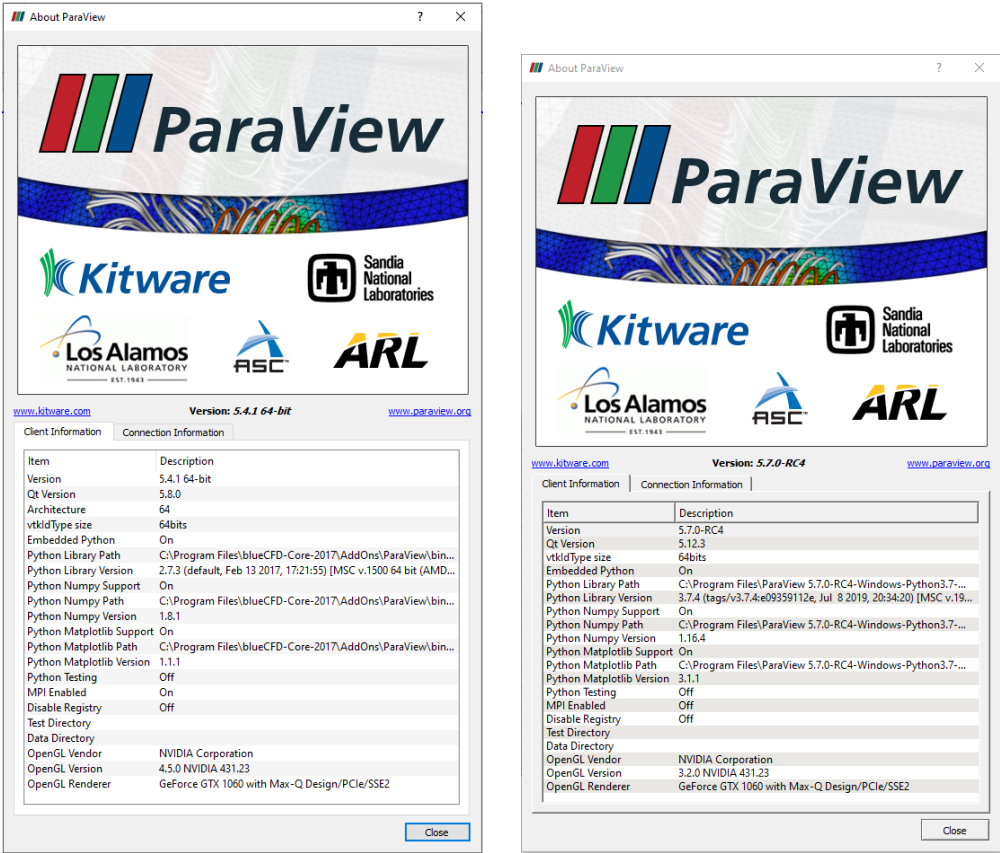 About ParaView ? ×
ParaView
Kitware
Sandia
National
Laboratories
Los Alamos
NATIONAL LABORATORY
EST. 1943
ASC™
ARL
www.kitware.com Version: 5.4.1 64-bit www.paraview.org
Client Information Connection Information
Item Description
Version 5.4.1 64-bit
Qt Version 5.8.0
Architecture 64
vtkIdType size 64bits
Embedded Python On
Python Library Path C:\Program Files\blueCFD-Core-2017\AddOns\ParaView\bin...
Python Library Version 2.7.3 (default, Feb 13 2017, 17:21:55) [MSC v.1500 64 bit (AMD...
Python Numpy Support On
Python Numpy Path C:\Program Files\blueCFD-Core-2017\AddOns\ParaView\bin...
Python Numpy Version 1.8.1
Python Matplotlib Support On
Python Matplotlib Path C:\Program Files\blueCFD-Core-2017\AddOns\ParaView\bin...
Python Matplotlib Version 1.1.1
Python Testing Off
MPI Enabled On
Disable Registry Off
Test Directory
Data Directory
OpenGL Vendor NVIDIA Corporation
OpenGL Version 4.5.0 NVIDIA 431.23
OpenGL Renderer GeForce GTX 1060 with Max-Q Design/PCIe/SSE2
Close
About ParaView ? ×
ParaView
Kitware
Sandia
National
Laboratories
Los Alamos
NATIONAL LABORATORY
EST. 1943
ASC™
ARL
www.kitware.com Version: 5.7.0-RC4 www.paraview.org
Client Information Connection Information
Item Description
Version 5.7.0-RC4
Qt Version 5.12.3
vtkIdType size 64bits
Embedded Python On
Python Library Path C:\Program Files\ParaView 5.7.0-RC4-Windows-Python3.7-...
Python Library Version 3.7.4 (tags/v3.7.4:e09359112e, Jul 8 2019, 20:34:20) [MSC v.19...
Python Numpy Support On
Python Numpy Path C:\Program Files\ParaView 5.7.0-RC4-Windows-Python3.7-...
Python Numpy Version 1.16.4
Python Matplotlib Support On
Python Matplotlib Path C:\Program Files\ParaView 5.7.0-RC4-Windows-Python3.7-...
Python Matplotlib Version 3.1.1
Python Testing Off
MPI Enabled Off
Disable Registry Off
Test Directory
Data Directory
OpenGL Vendor NVIDIA Corporation
OpenGL Version 3.2.0 NVIDIA 431.23
OpenGL Renderer GeForce GTX 1060 with Max-Q Design/PCIe/SSE2
Close